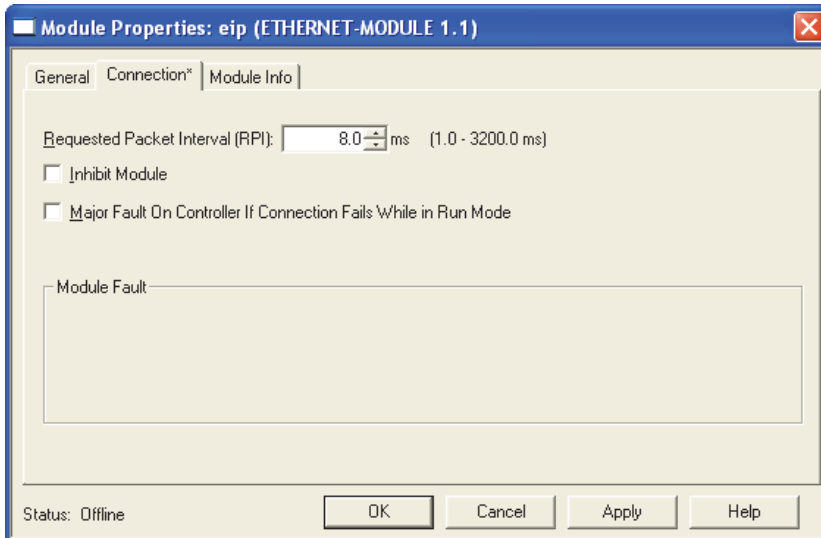 Module Properties: eip (ETHERNET-MODULE 1.1)
General Connection* Module Info
Requested Packet Interval (RPI): 8.0 ms (1.0 - 3200.0 ms)
Inhibit Module
Major Fault On Controller If Connection Fails While in Run Mode
Module Fault
Status: Offline OK Cancel Apply Help